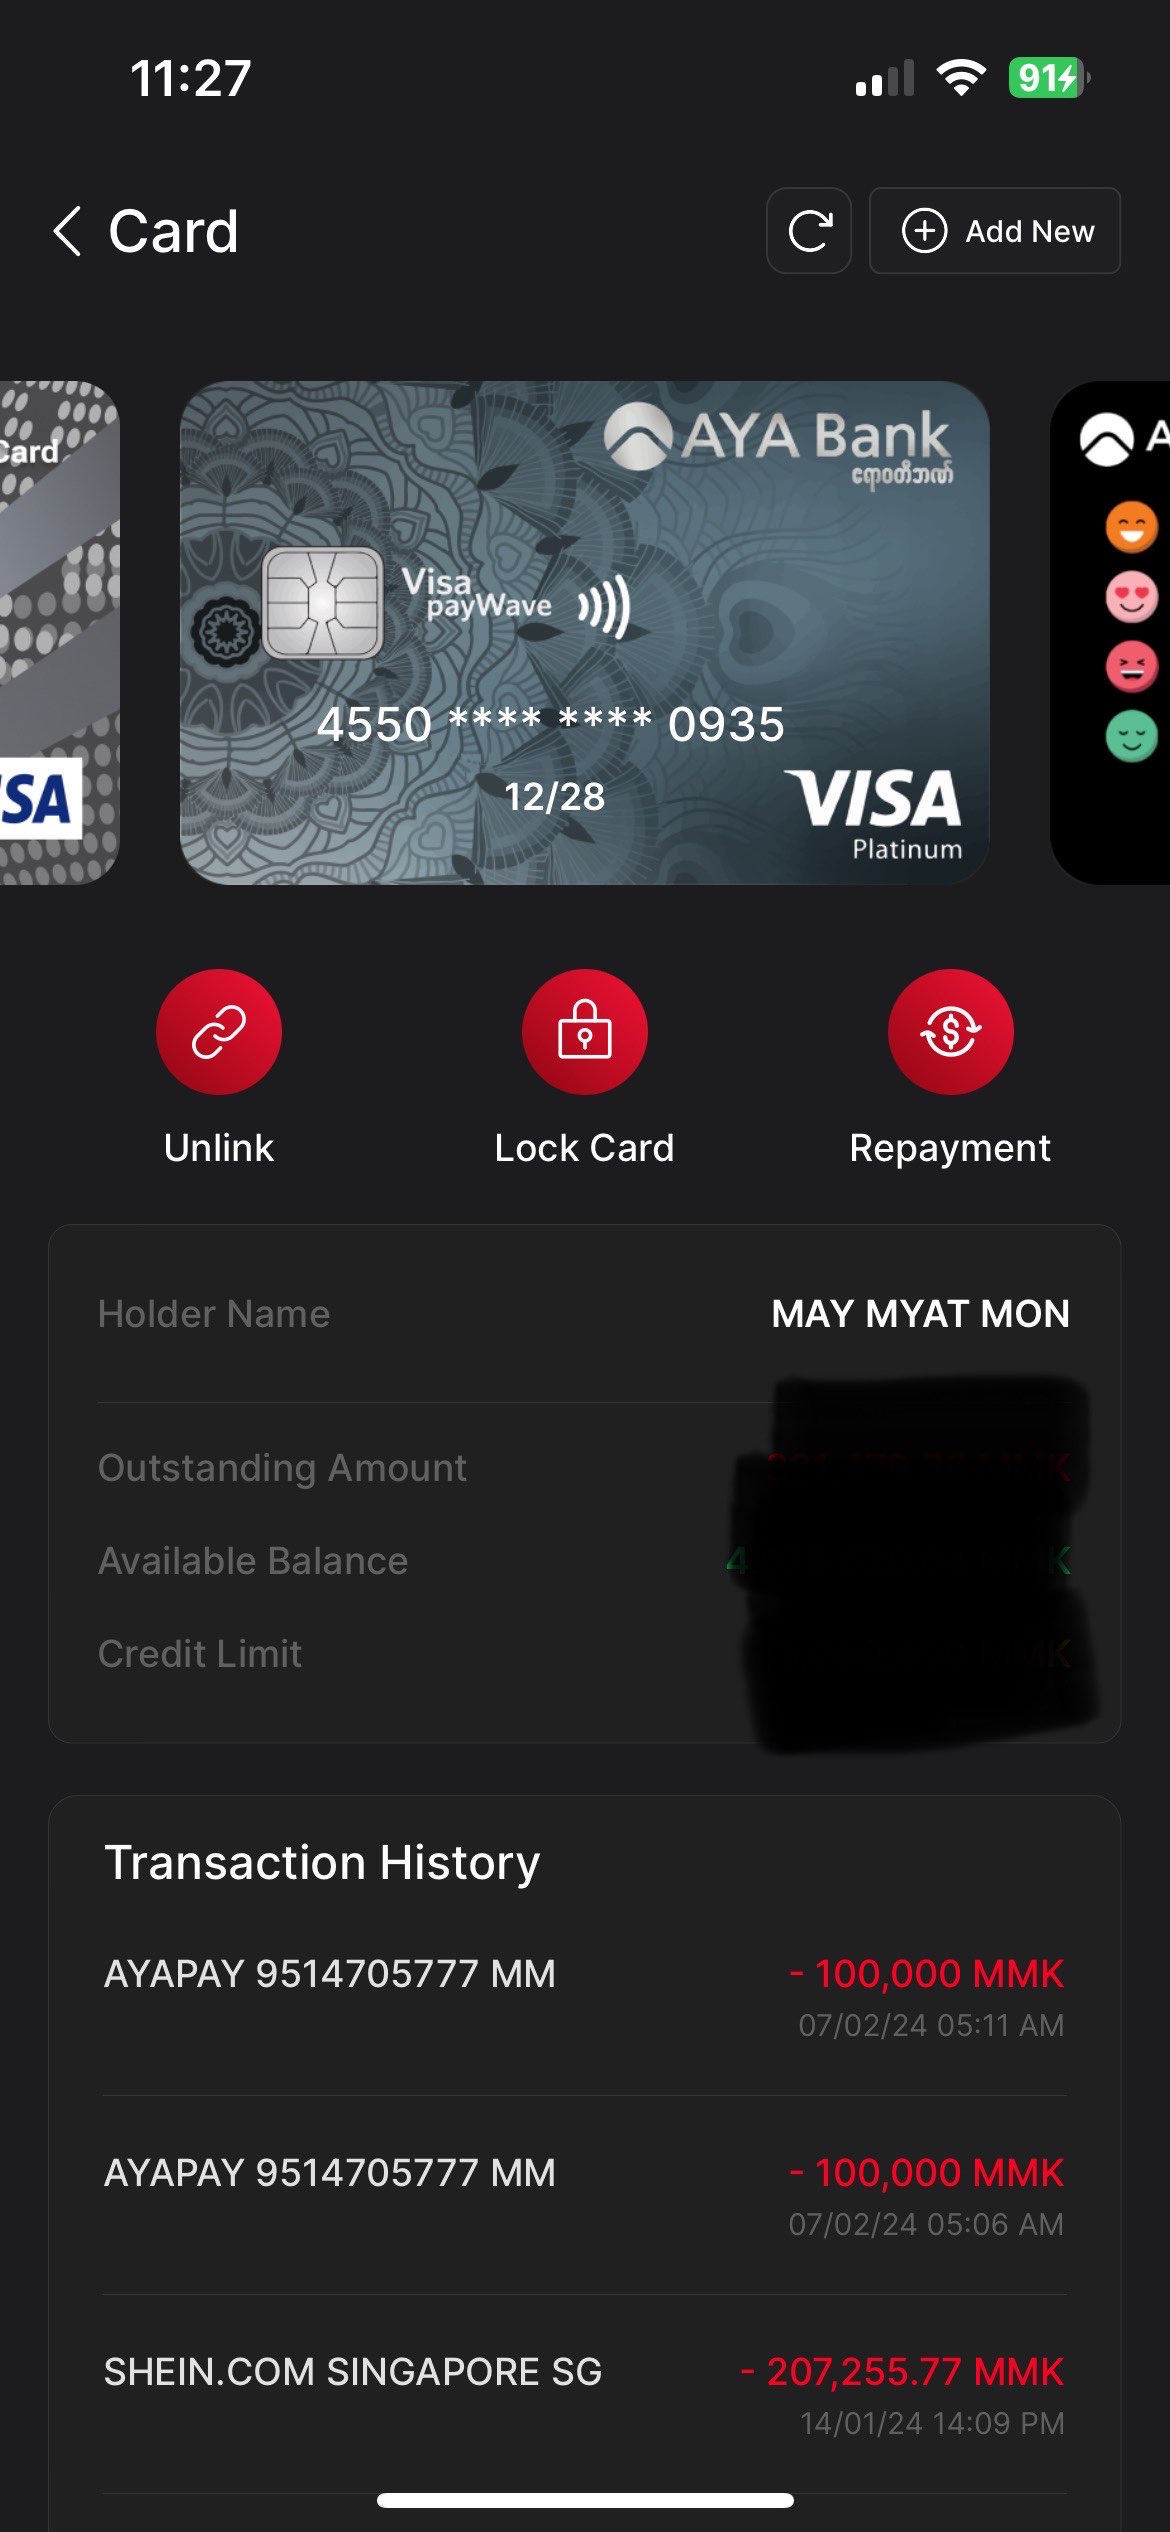 11:27
91
Card
Add New
Card
AYA Bank
ဧရာဝတီဘဏ်
Visa
payWave
4550 **** **** 0935
12/28
VISA
Platinum
SA
A
Unlink
Lock Card
Repayment
Holder Name MAY MYAT MON
Outstanding Amount
Available Balance
Credit Limit
Transaction History
AYAPAY 9514705777 MM - 100,000 MMK
07/02/24 05:11 AM
AYAPAY 9514705777 MM - 100,000 MMK
07/02/24 05:06 AM
SHEIN.COM SINGAPORE SG - 207,255.77 MMK
14/01/24 14:09 PM